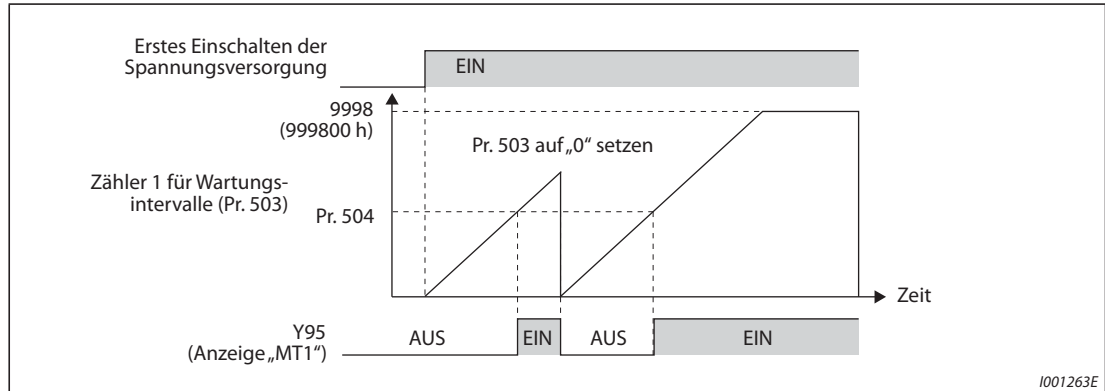 Erstes Einschalten der
Spannungsversorgung
EIN
9998
(999800 h)
Pr. 503 auf „0“ setzen
Zähler 1 für Wartungs-
intervalle (Pr. 503)
Pr. 504
Zeit
Y95
(Anzeige „MT1“)
AUS
EIN
AUS
EIN
I001263E